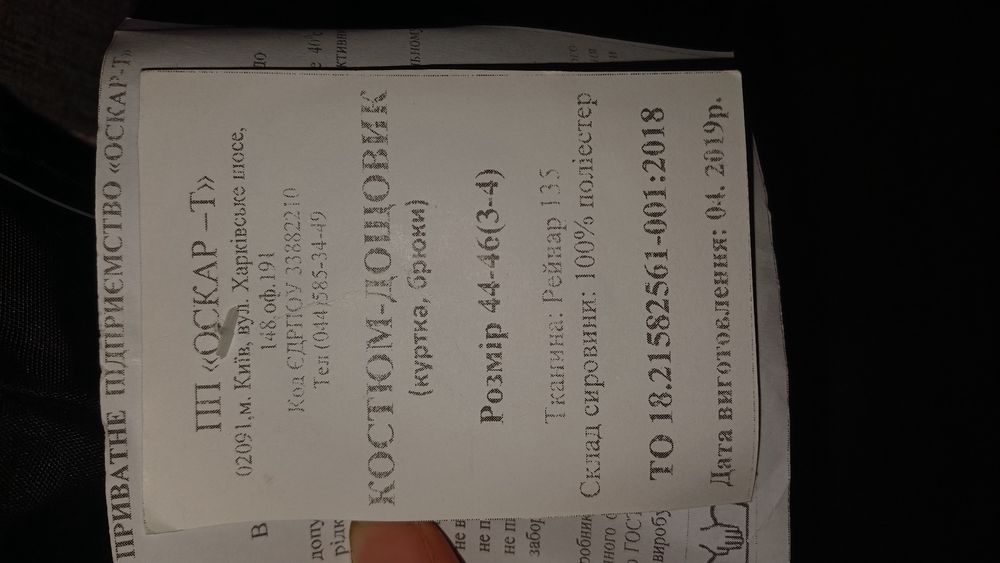 ПРИВАТНЕ ПІДПРИЄМСТВО «ОСКАР-Т»
ПП «ОСКАР –Т»
02091,м. Київ, вул. Харківське шосе,
148.оф.191
Код ЄДРПОУ 33882210
Тел (044)585-34-49
КОСТЮМ-ДОЩОВИК
(куртка, брюки)
Розмір 44-46(3-4)
Тканина: Рейнар 135
Склад сировини: 100% поліестер
ТО 18.21582561-001:2018
Дата виготовлення: 04. 2019р.